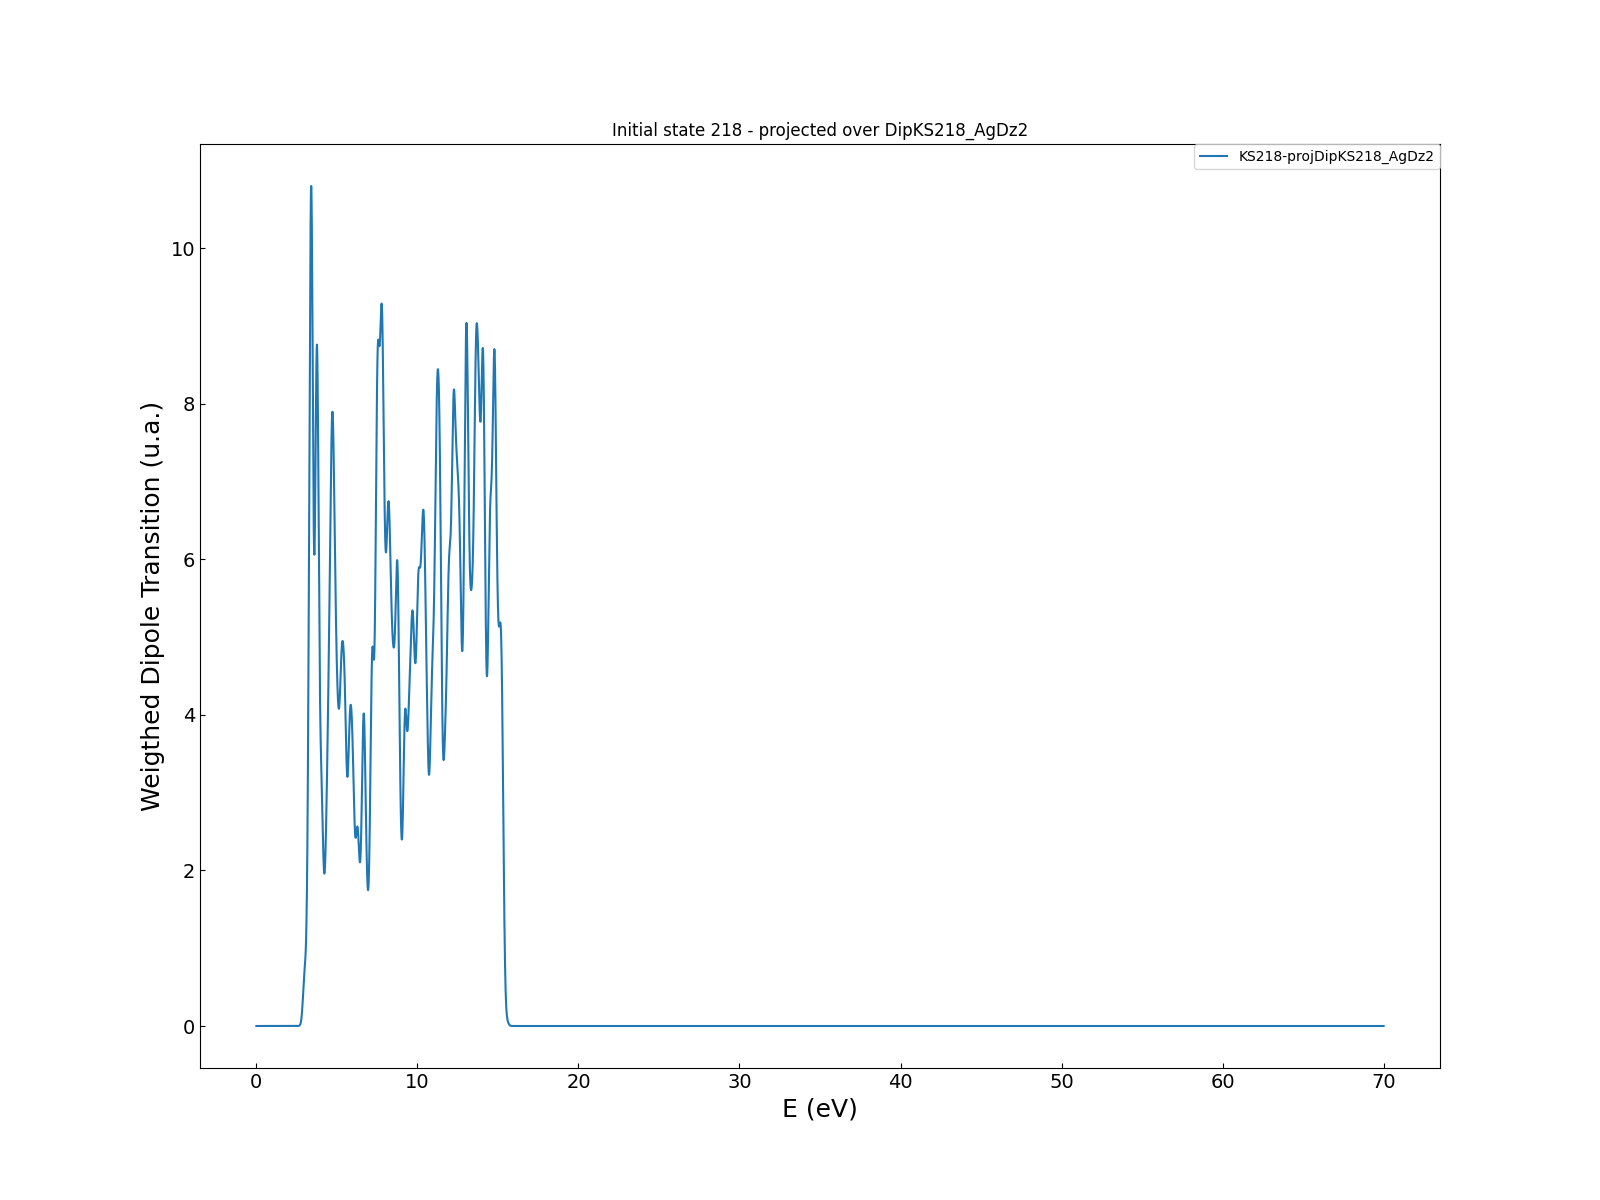 Initial state 218 - projected over DipKS218_AgDz2
KS218-projDipKS218_AgDz2
Weigthed Dipole Transition (u.a.)
10
8
6
4
2
0
0 10 20 30 40 50 60 70
E (eV)